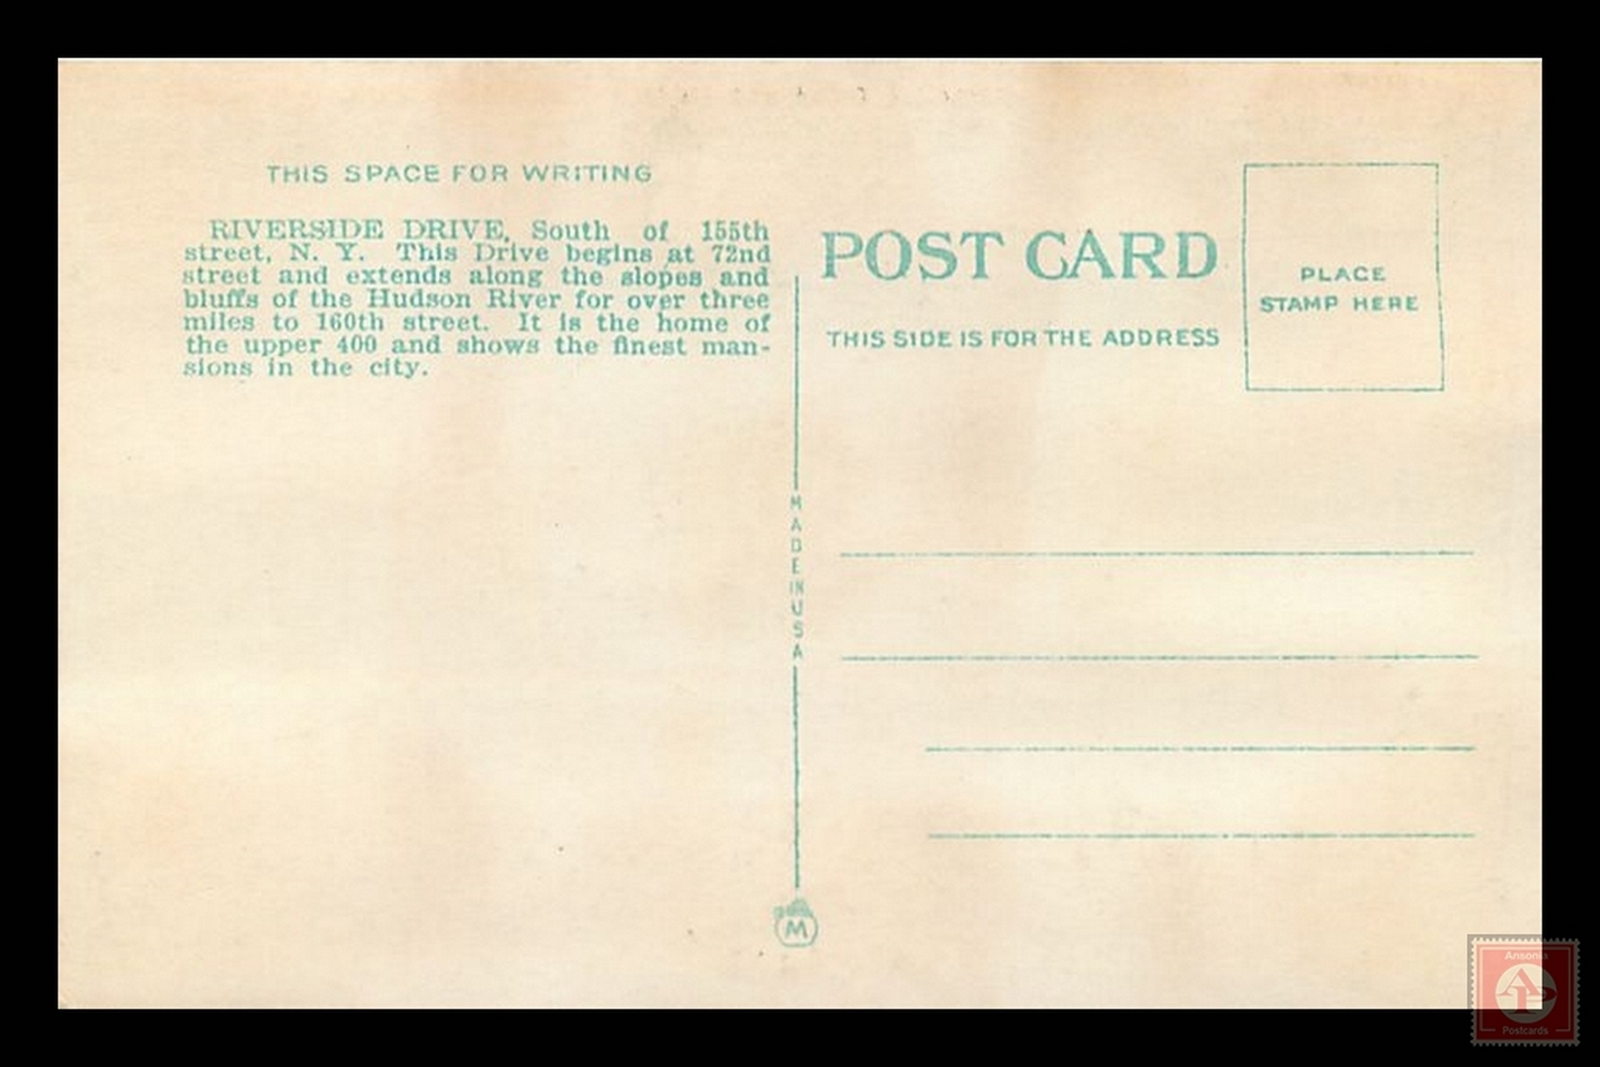 THIS SPACE FOR WRITING
RIVERSIDE DRIVE, South of 155th
street, N. Y. This Drive begins at 72nd
street and extends along the slopes and
bluffs of the Hudson River for over three
miles to 160th street. It is the home of
the upper 400 and shows the finest man-
sions in the city.
POST CARD
THIS SIDE IS FOR THE ADDRESS
PLACE
STAMP HERE
MADE IN USA
M
Ansonia
AP
Postcards